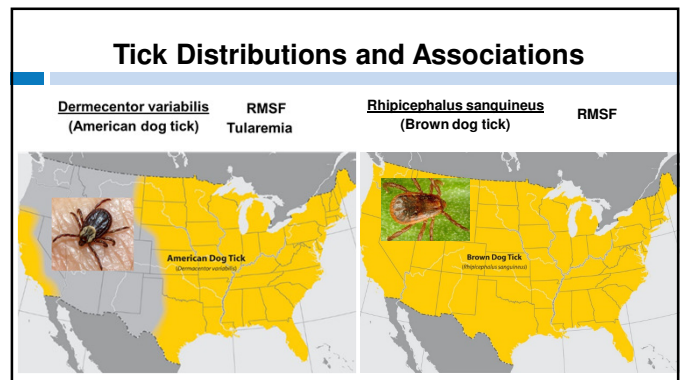 Tick Distributions and Associations
Dermecentor variabilis
(American dog tick)
RMSF
Tularemia
Rhipicephalus sanguineus
(Brown dog tick)
RMSF
American Dog Tick
(Dermacentor variabilis)
Brown Dog Tick
(Rhipicephalus sanguineus)